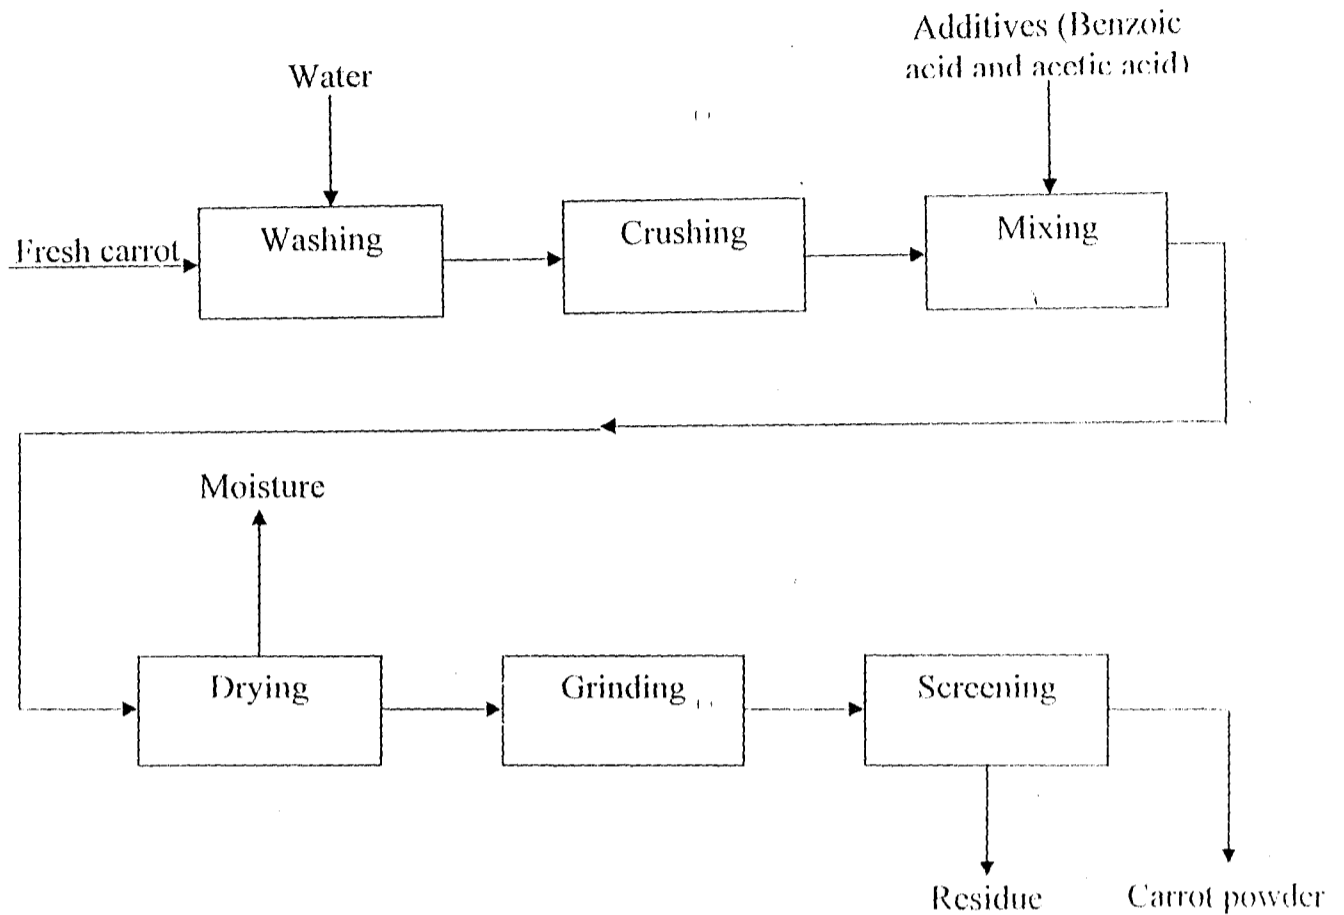 Additives (Benzoic
acid and acetic acid)
Water
Fresh carrot
Washing
Crushing
Mixing
Moisture
Drying
Grinding
Screening
Residue
Carrot powder